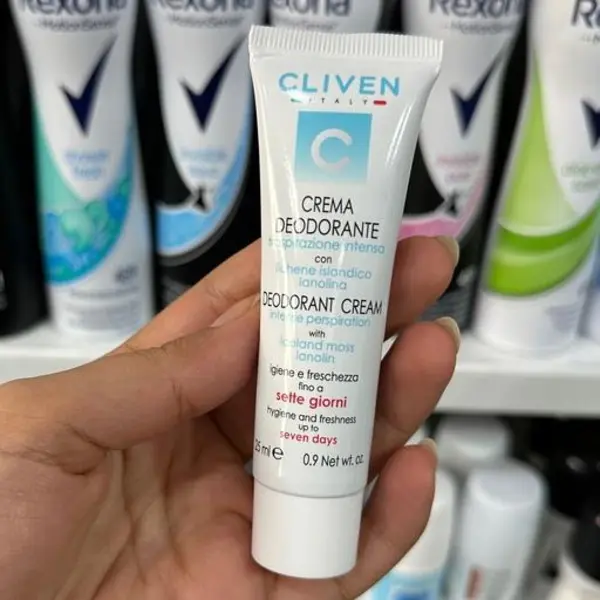 Rexona
MotionSense
Rexona
Rexona
MotionSense
CLIVEN
ITALY
C
CREMA
DEODORANTE
traspirazione intensa
con
lichene islandico
lanolina
DEODORANT CREAM
intense perspiration
with
Iceland moss
lanolin
igiene e freschezza
fino a
sette giorni
hygiene and freshness
up to
seven days
25 ml e 0.9 Net wt. oz.